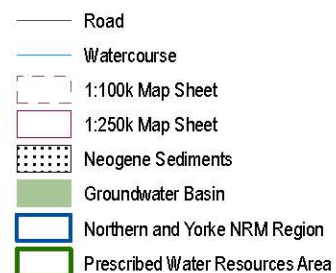 Road
Watercourse
1:100k Map Sheet
1:250k Map Sheet
Neogene Sediments
Groundwater Basin
Northern and Yorke NRM Region
Prescribed Water Resources Area